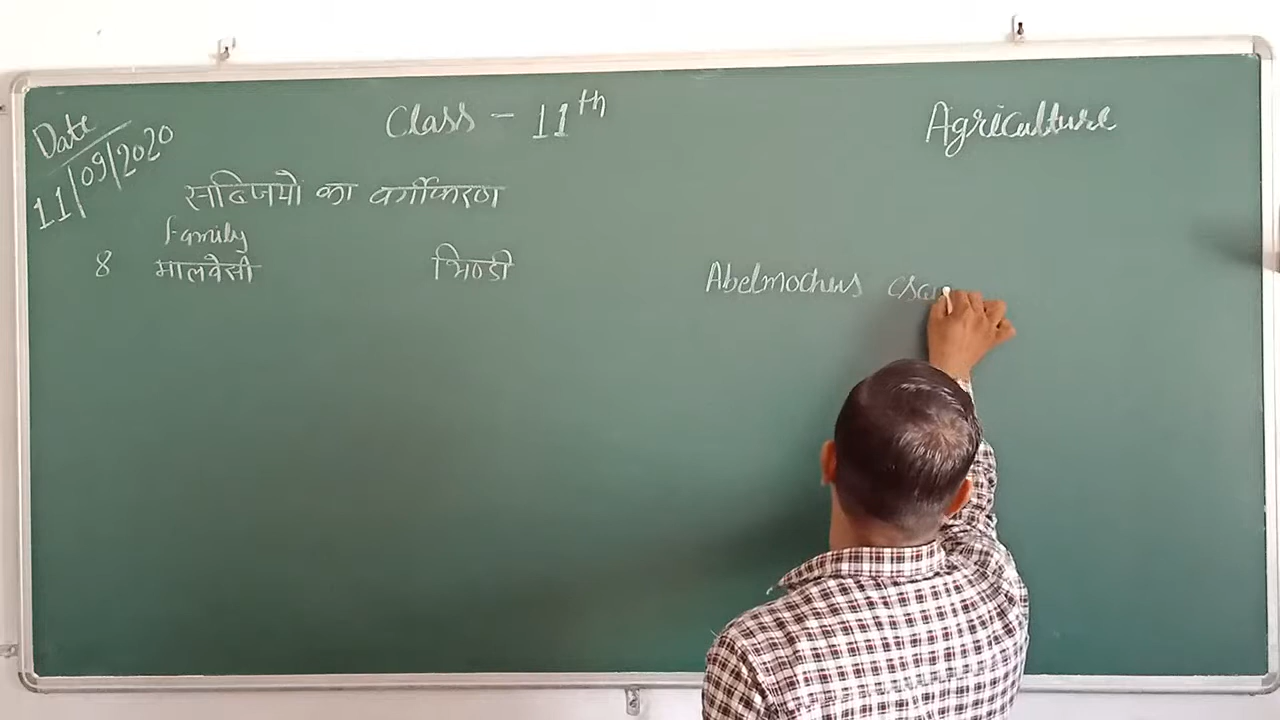 Date
11/09/2020
Class - 11th
Agriculture
सब्जियों का वर्गीकरण
Family
8 मालवेसी भिण्डी Abelmochus